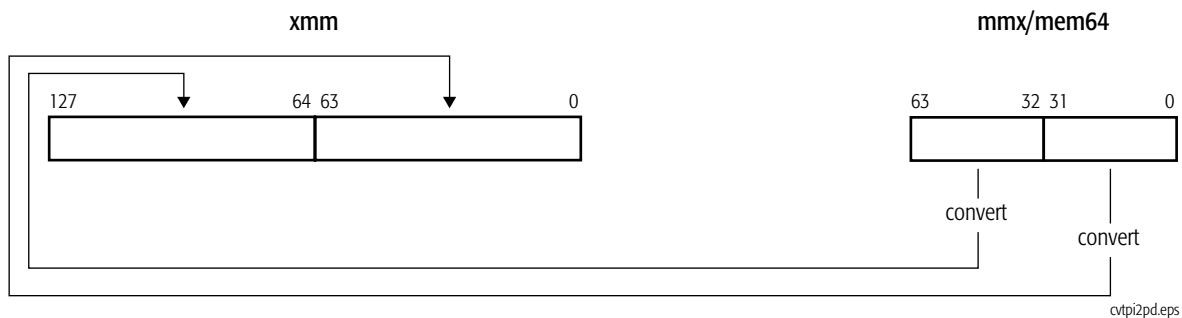 xmm mmx/mem64
127 64 63 0 63 32 31 0
convert
convert
cvtpi2pd.eps